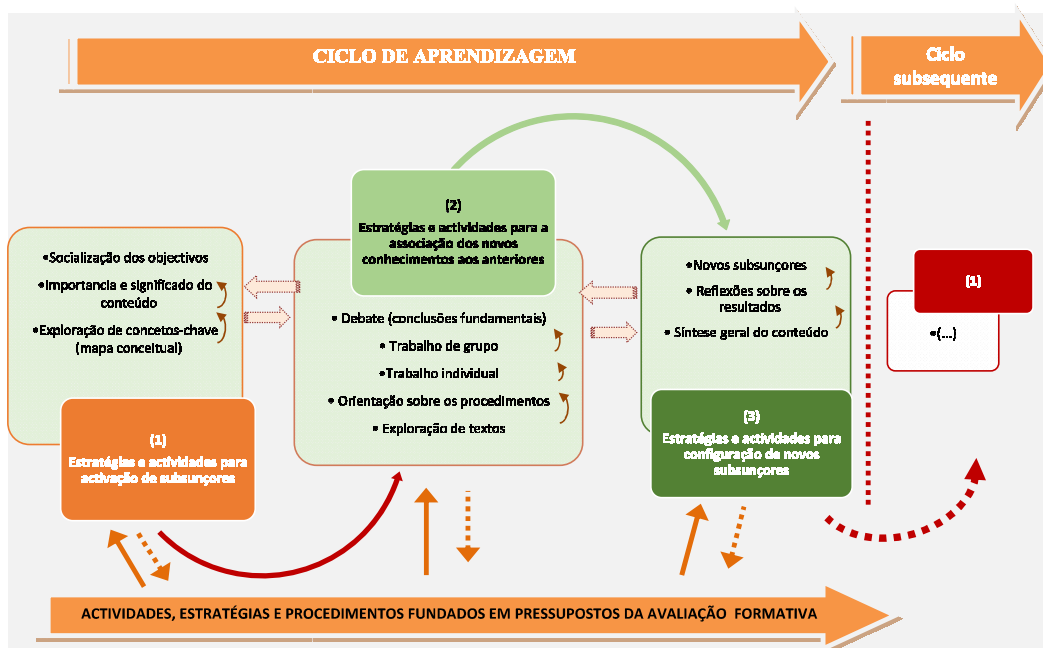 CICLO DE APRENDIZAGEM
Ciclo
subsequente
•Socialização dos objectivos
•Importancia e significado do
conteúdo
•Exploração de concetos-chave
(mapa conceitual)
(1)
Estratégias e actividades para
activação de subsunçores
(2)
Estratégias e actividades para a
associação dos novos
conhecimentos aos anteriores
• Debate (conclusões fundamentais)
• Trabalho de grupo
•Trabalho individual
• Orientação sobre os procedimentos
• Exploração de textos
•Novos subsunçores
• Reflexões sobre os
resultados
• Síntese geral do conteúdo
(3)
Estratégias e actividades para
configuração de novos
subsunçores
(1)
•(...)
ACTIVIDADES, ESTRATÉGIAS E PROCEDIMENTOS FUNDADOS EM PRESSUPOSTOS DA AVALIAÇÃO FORMATIVA